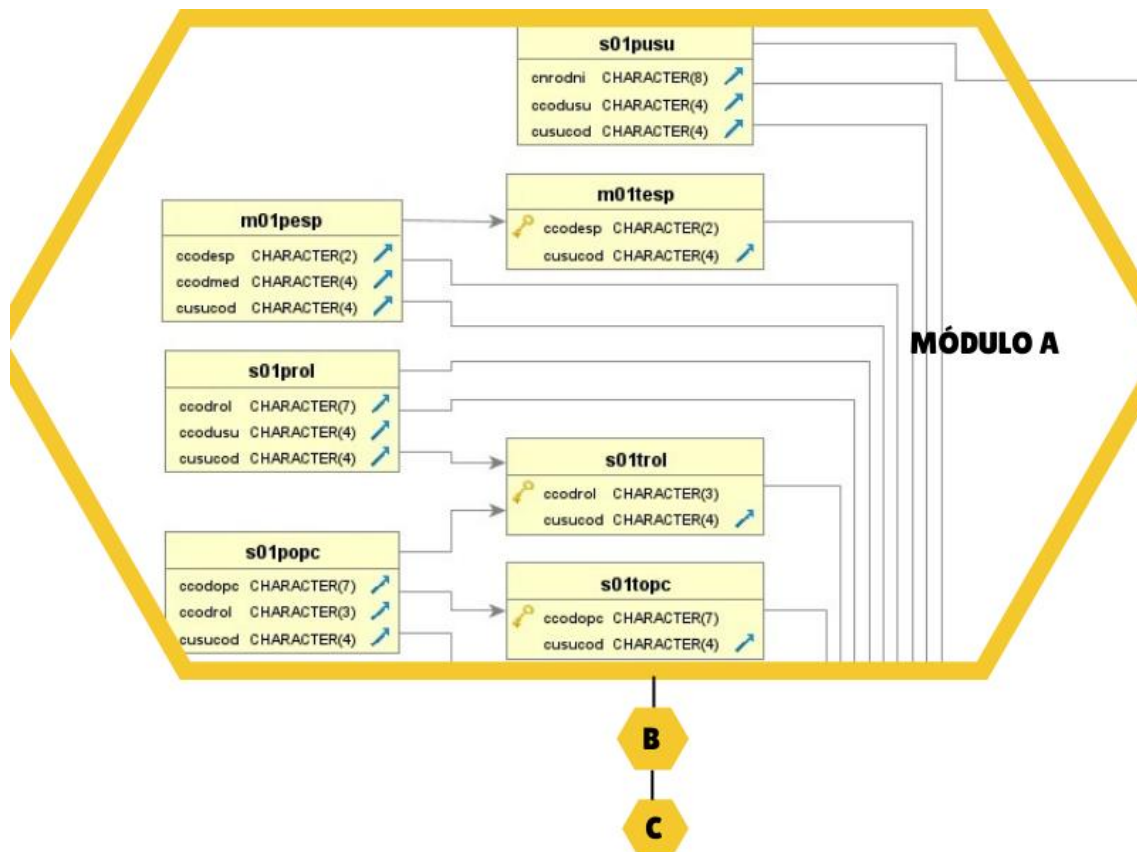 s01pusu
cnrodni CHARACTER(8)
ccodusu CHARACTER(4)
cusucod CHARACTER(4)
m01tesp
ccodesp CHARACTER(2)
cusucod CHARACTER(4)
m01pesp
ccodesp CHARACTER(2)
ccodmed CHARACTER(4)
cusucod CHARACTER(4)
MÓDULO A
s01prol
ccodrol CHARACTER(7)
ccodusu CHARACTER(4)
cusucod CHARACTER(4)
s01trol
ccodrol CHARACTER(3)
cusucod CHARACTER(4)
s01popc
ccodopc CHARACTER(7)
ccodrol CHARACTER(3)
cusucod CHARACTER(4)
s01topc
ccodopc CHARACTER(7)
cusucod CHARACTER(4)
B
C